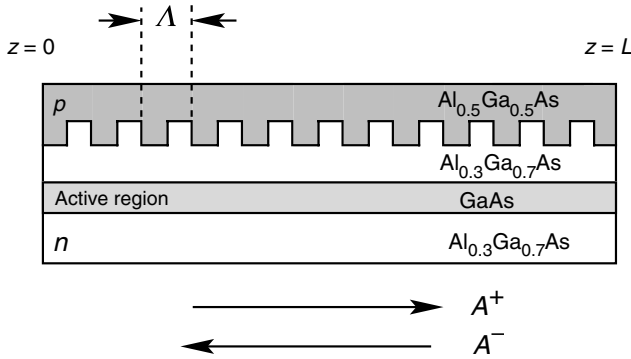 Λ
z = 0
z = L
p
Al₀.₅Ga₀.₅As
Al₀.₃Ga₀.₇As
Active region
GaAs
n
Al₀.₃Ga₀.₇As
A⁺
A⁻